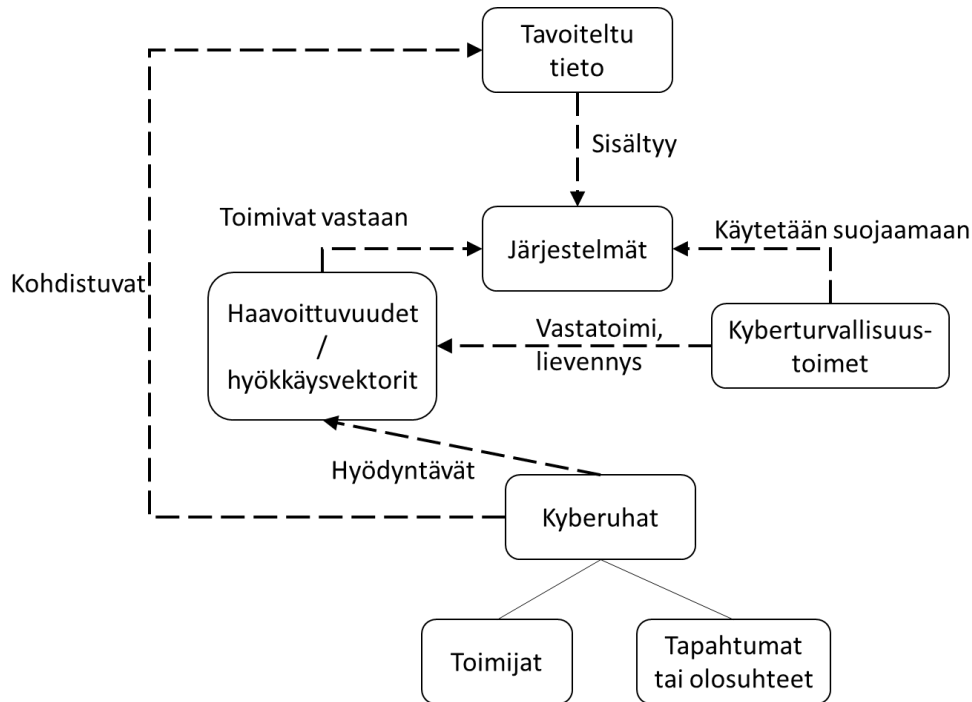 Tavoiteltu
tieto
Sisältyy
Toimivat vastaan
Järjestelmät
Käytetään suojaamaan
Kohdistuvat
Haavoittuvuudet
/
hyökkäysvektorit
Vastatoimi,
lievennys
Kyberturvallisuus-
toimet
Hyödyntävät
Kyberuhat
Toimijat
Tapahtumat
tai olosuhteet